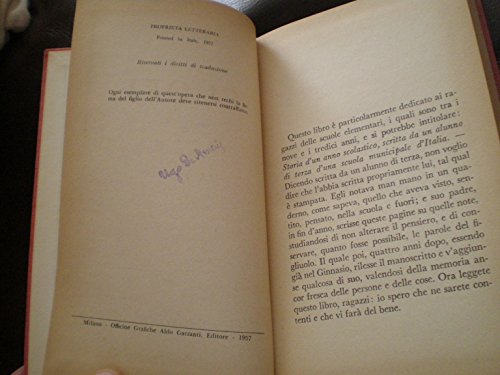 PROPRIETÀ LETTERARIA
Printed in Italy, 1957
Riservati i diritti di traduzione
Ogni esemplare di quest'opera che non rechi la fir-
ma del figlio dell'Autore deve ritenersi contraffatto.
Ugo De Amicis
Milano - Officine Grafiche Aldo Garzanti, Editore - 1957
Questo libro è particolarmente dedicato ai ra-
gazzi delle scuole elementari, i quali sono tra i
nove e i tredici anni, e si potrebbe intitolare:
Storia d'un anno scolastico, scritta da un alunno
di terza d'una scuola municipale d'Italia. —
Dicendo scritta da un alunno di terza, non voglio
dire che l'abbia scritta propriamente lui, tal qual
è stampata. Egli notava man mano in un qua-
derno, come sapeva, quello che aveva visto, sen-
tito, pensato, nella scuola e fuori; e suo padre,
in fin d'anno, scrisse queste pagine su quelle note,
studiandosi di non alterare il pensiero, e di con-
servare, quanto fosse possibile, le parole del fi-
gliuolo. Il quale poi, quattro anni dopo, essendo
già nel Ginnasio, rilesse il manoscritto e v'aggiun-
se qualcosa di suo, valendosi della memoria an-
cor fresca delle persone e delle cose. Ora leggete
questo libro, ragazzi: io spero che ne sarete con-
tenti e che vi farà del bene.